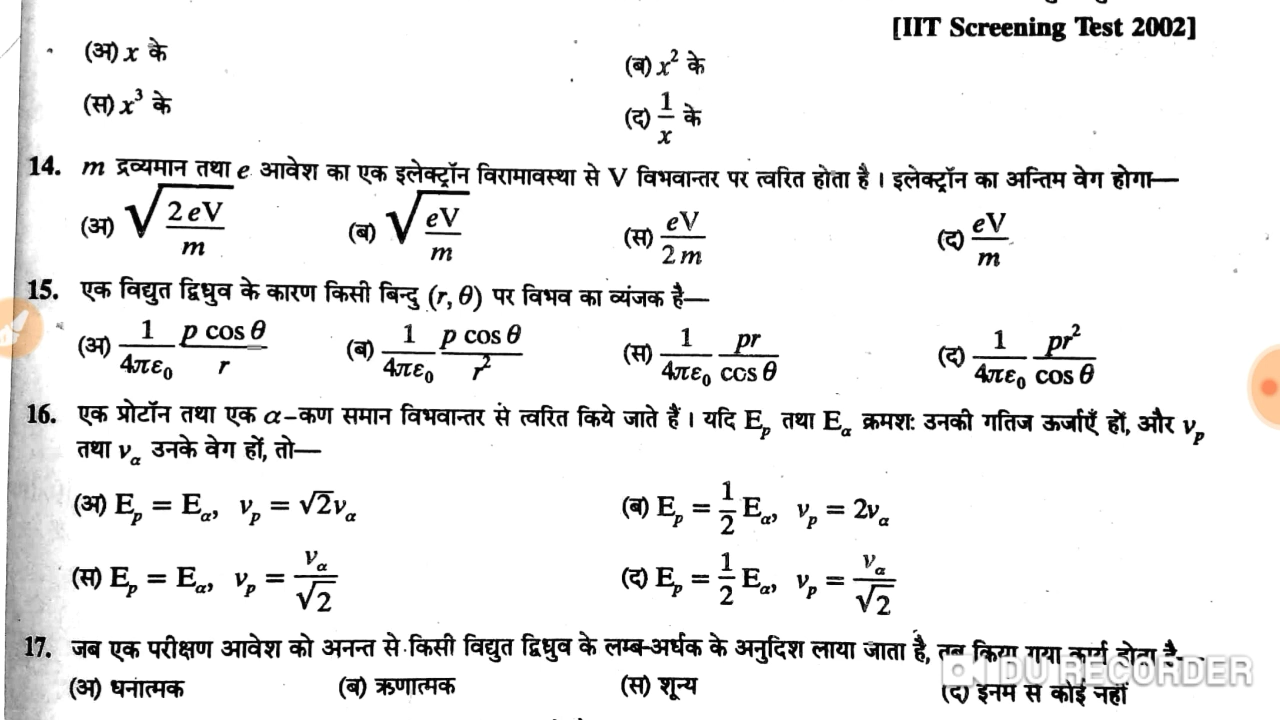 [IIT Screening Test 2002]
(अ) x के (ब) x² के
(स) x³ के (द) 1/x के
14. m द्रव्यमान तथा e आवेश का एक इलेक्ट्रॉन विरामावस्था से V विभवान्तर पर त्वरित होता है। इलेक्ट्रॉन का अन्तिम वेग होगा—
(अ) √(2eV/m) (ब) √(eV/m) (स) eV/2m (द) eV/m
15. एक विद्युत द्विध्रुव के कारण किसी बिन्दु (r, θ) पर विभव का व्यंजक है—
(अ) 1/4πε₀ p cos θ/r (ब) 1/4πε₀ p cos θ/r² (स) 1/4πε₀ pr/cos θ (द) 1/4πε₀ pr²/cos θ
16. एक प्रोटॉन तथा एक α-कण समान विभवान्तर से त्वरित किये जाते हैं। यदि Eₚ तथा Eα क्रमश: उनकी गतिज ऊर्जाएँ हों, और vₚ
तथा vα उनके वेग हों, तो—
(अ) Eₚ = Eα, vₚ = √2vα (ब) Eₚ = 1/2 Eα, vₚ = 2vα
(स) Eₚ = Eα, vₚ = vα/√2 (द) Eₚ = 1/2 Eα, vₚ = vα/√2
17. जब एक परीक्षण आवेश को अनन्त से किसी विद्युत द्विध्रुव के लम्ब-अर्धक के अनुदिश लाया जाता है, तब किया गया कार्य होता है—
(अ) धनात्मक (ब) ऋणात्मक (स) शून्य (द) इनमें से कोई नहीं
DU RECORDER